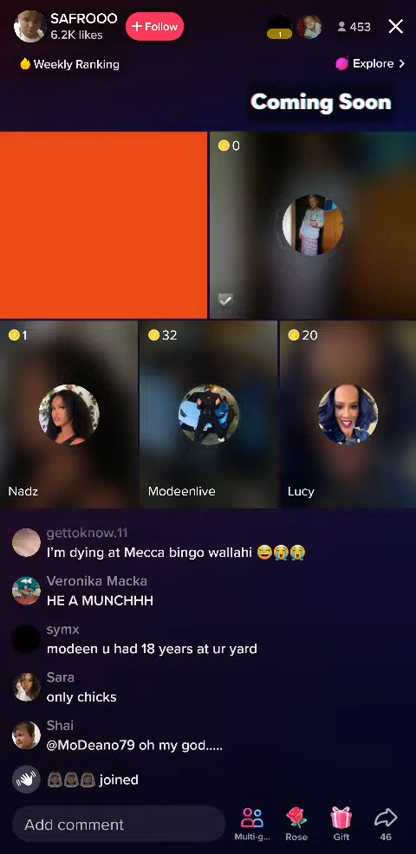 SAFROOO
6.2K likes
+ Follow
1
453
Weekly Ranking
Explore >
Coming Soon
0
1
32
20
Nadz
Modeenlive
Lucy
gettoknow,11
I'm dying at Mecca bingo wallahi 😂😭😭
Veronika Macka
HE A MUNCHHH
symx
modeen u had 18 years at ur yard
Sara
only chicks
Shai
@MoDeano79 oh my god.....
joined
Add comment
Multi-g...
Rose
Gift
46